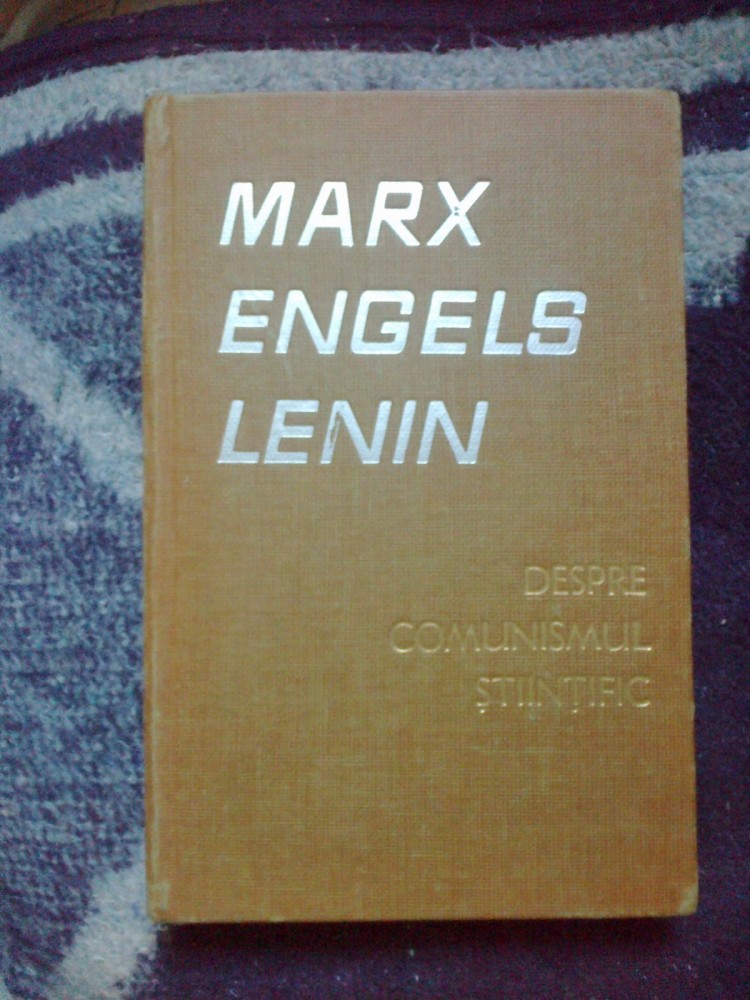 MARX
ENGELS
LENIN
DESPRE
COMUNISMUL
ȘTIINȚIFIC